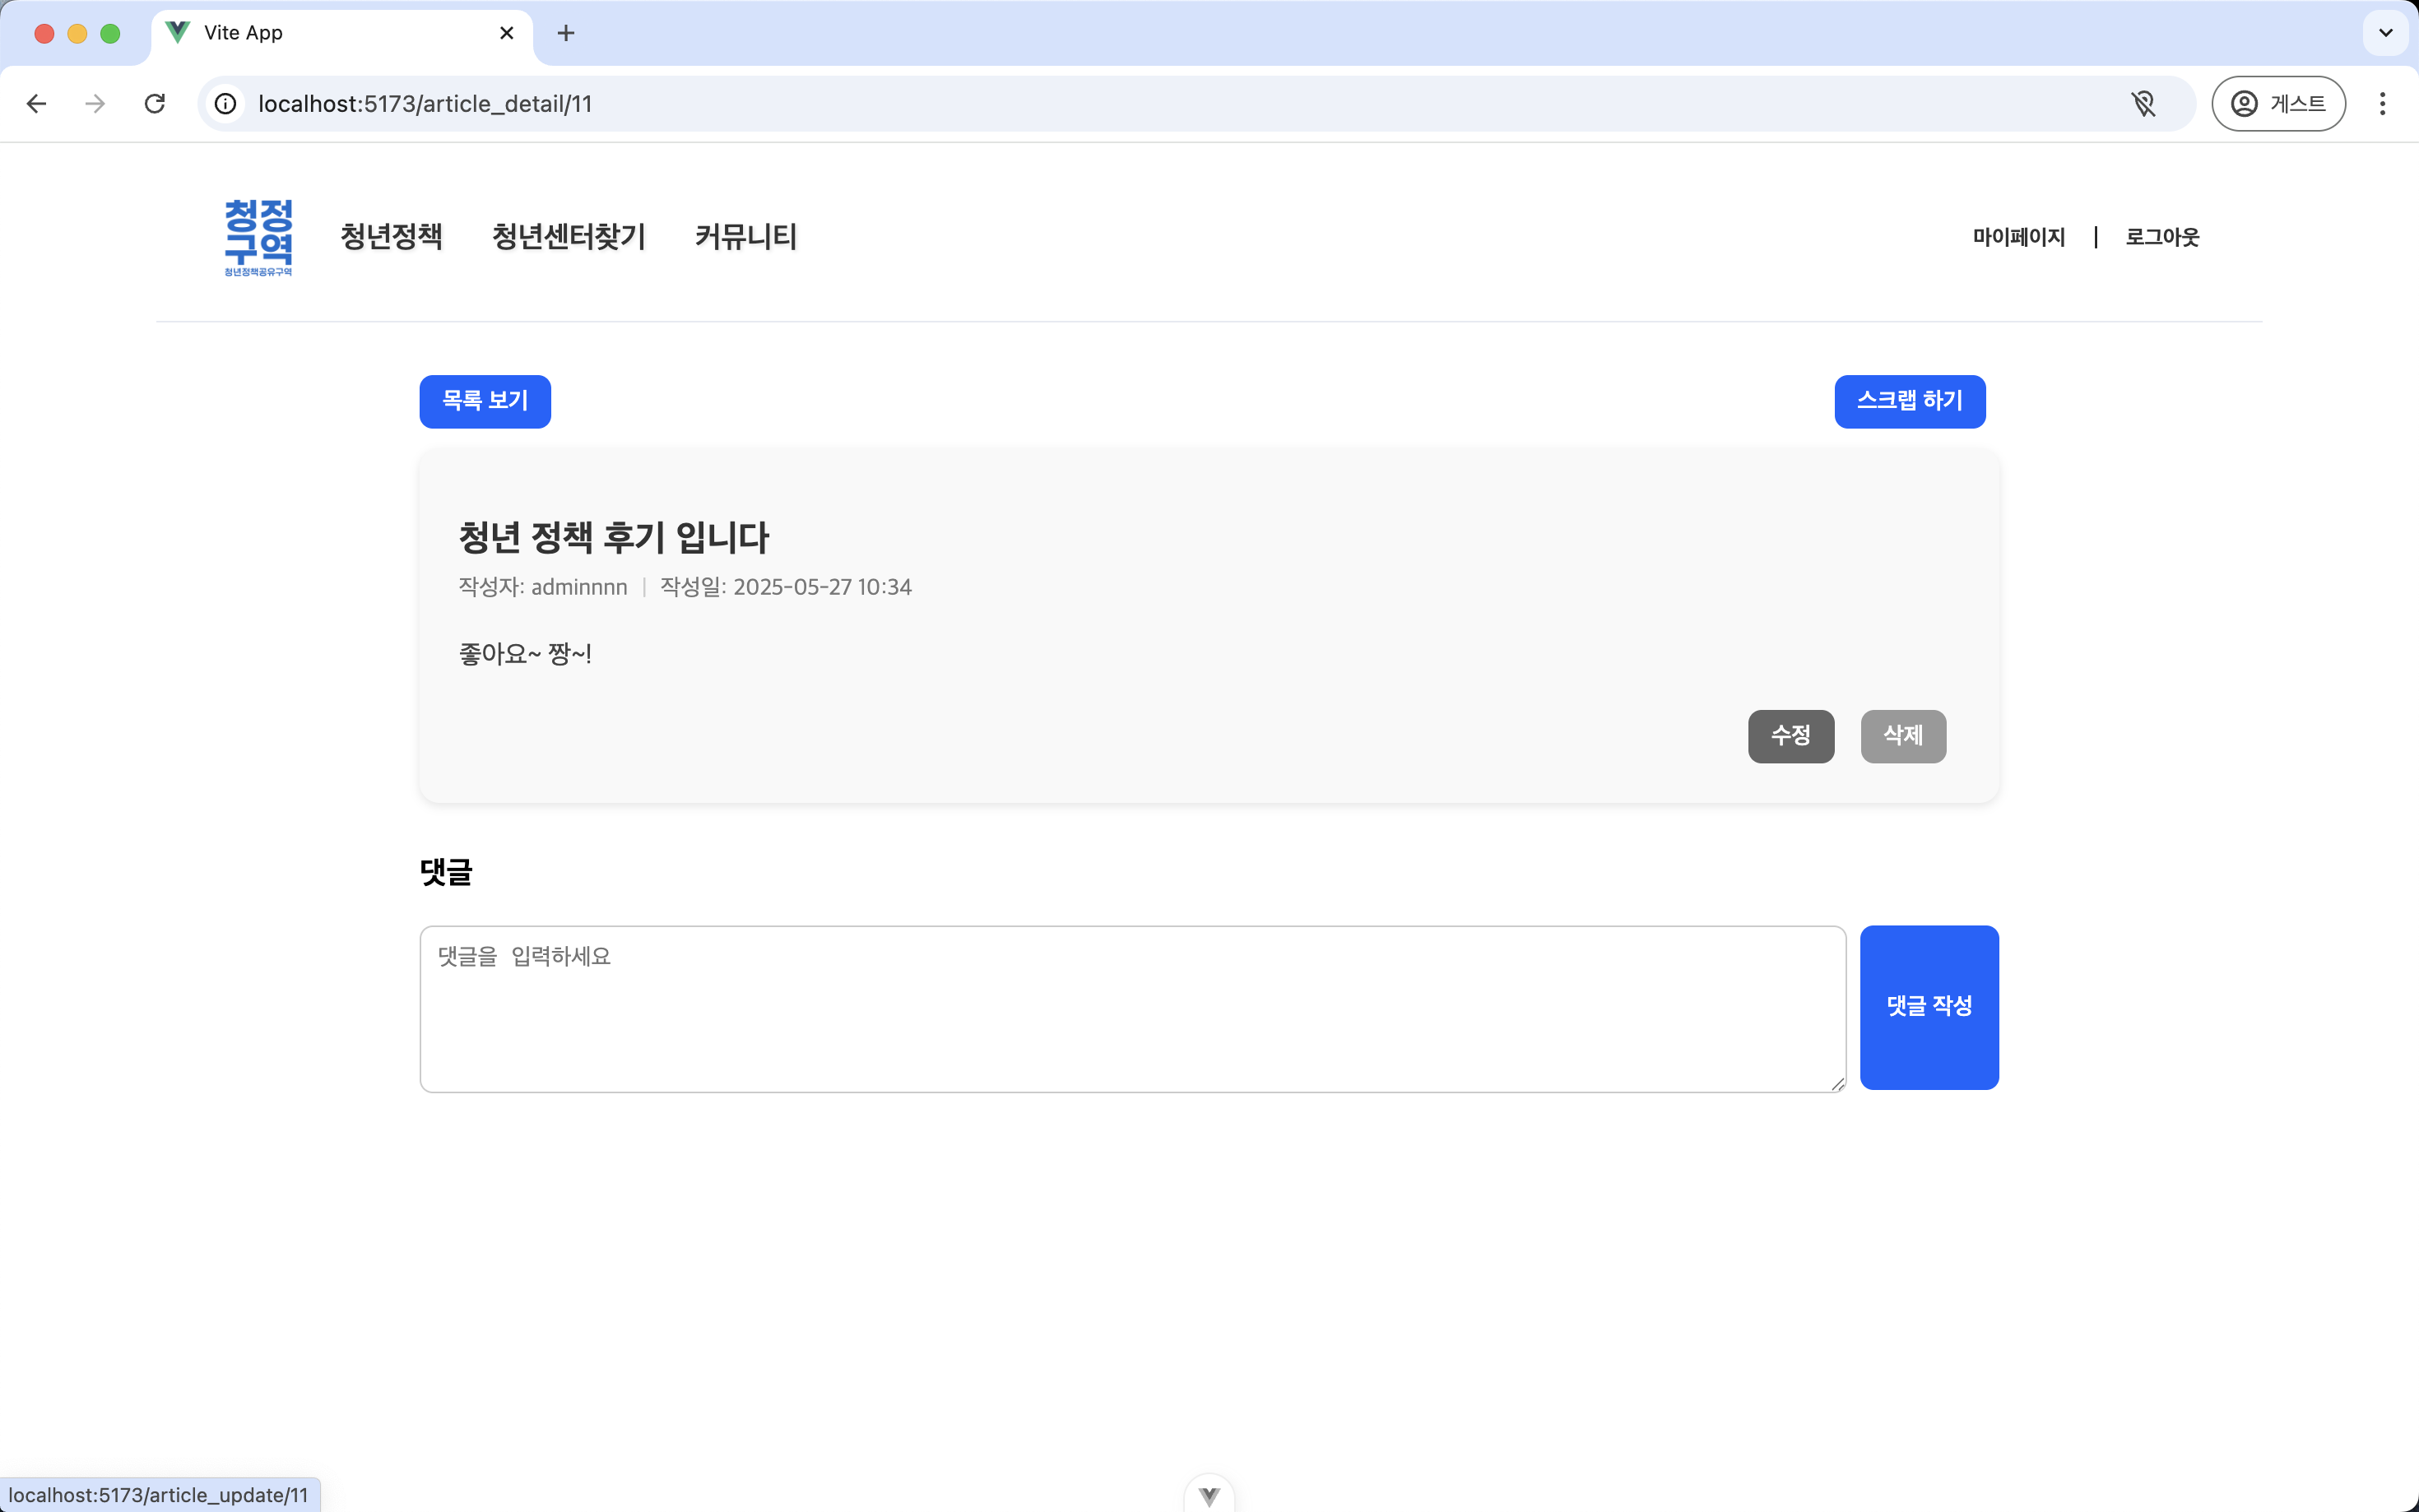 Vite App
localhost:5173/article_detail/11
게스트
청정
구역
청년정책공유구역
청년정책 청년센터찾기 커뮤니티
마이페이지 | 로그아웃
목록 보기
스크랩 하기
청년 정책 후기 입니다
작성자: adminnnn | 작성일: 2025-05-27 10:34
좋아요~ 짱~!
수정
삭제
댓글
댓글을 입력하세요
댓글 작성
localhost:5173/article_update/11